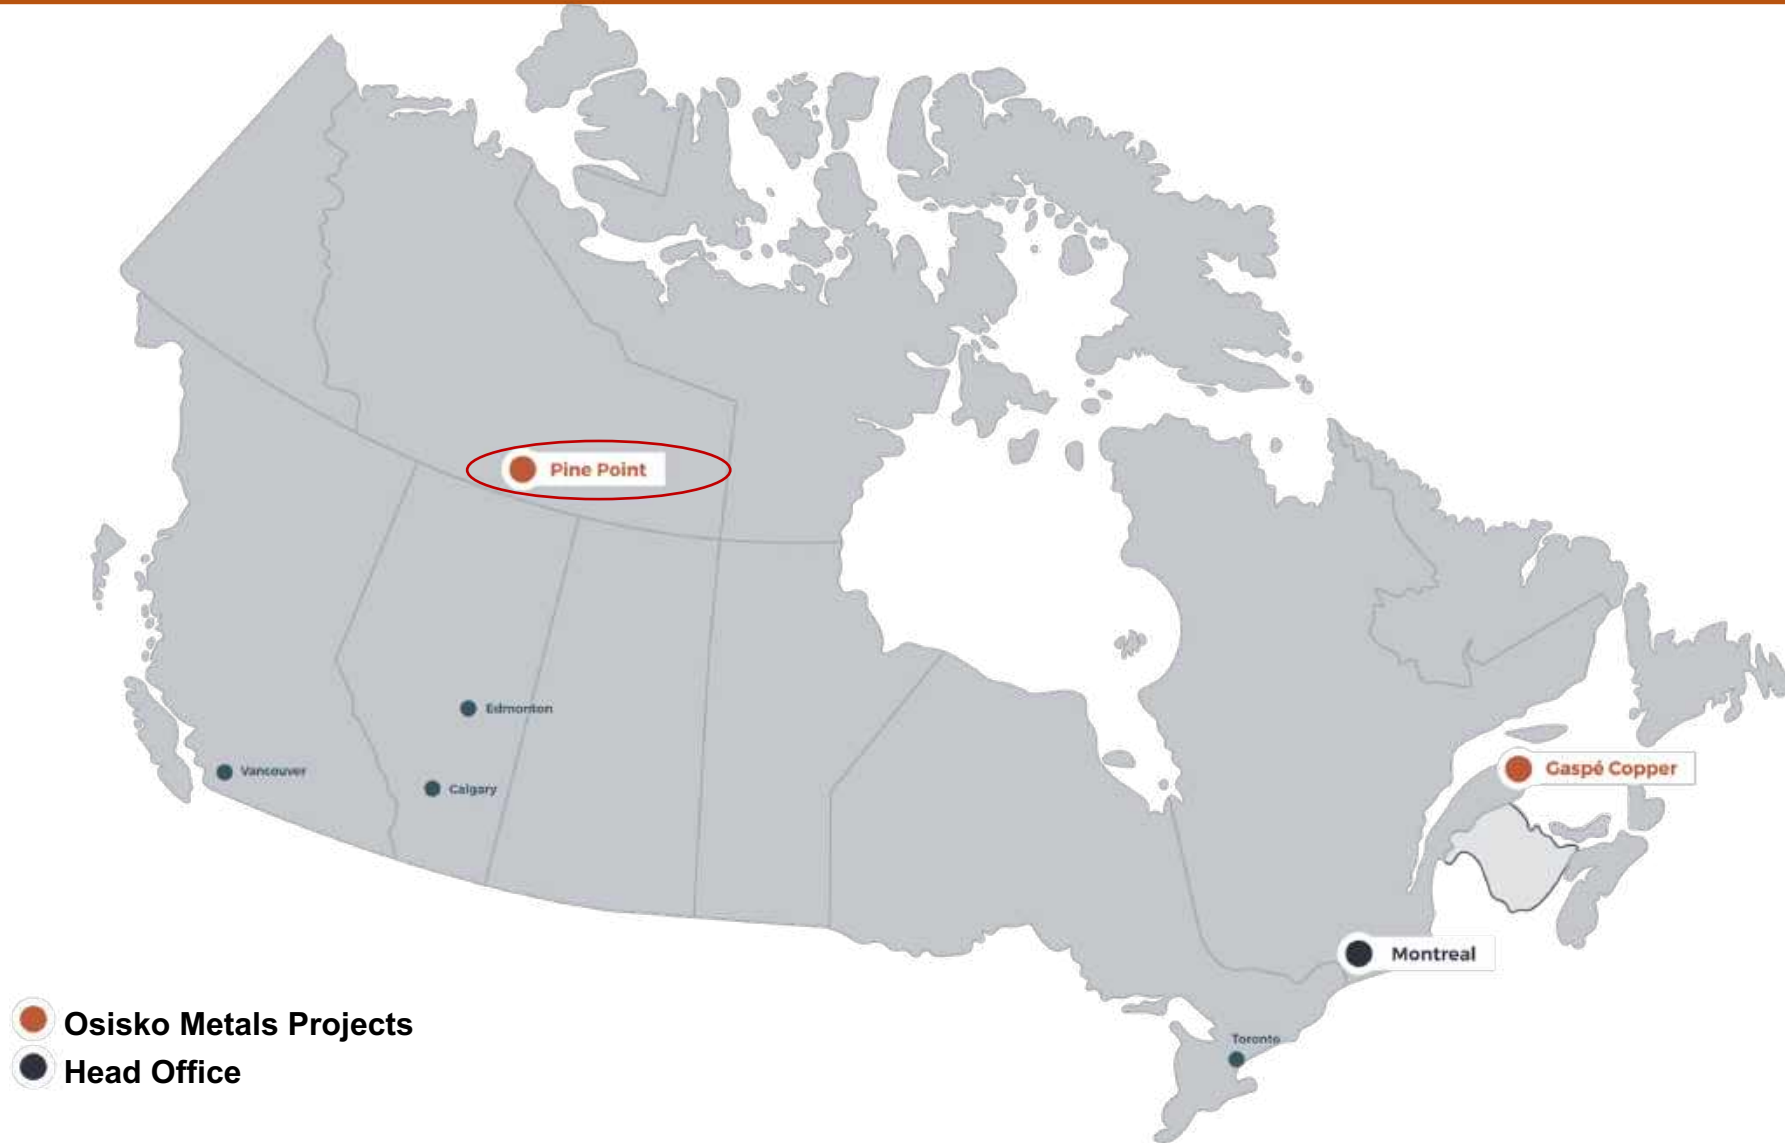 Pine Point
Edmonton
Vancouver
Calgary
Gaspé Copper
Montreal
Toronto
Osisko Metals Projects
Head Office